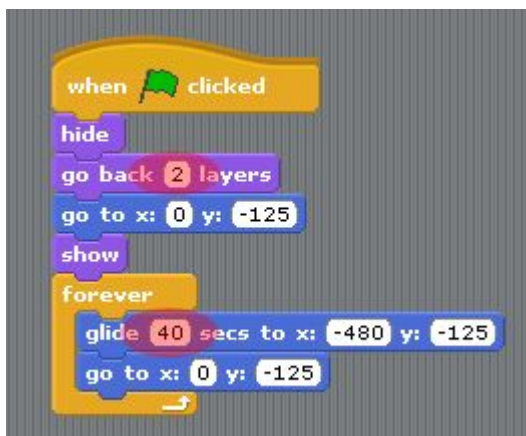 when clicked
hide
go back 2 layers
go to x: 0 y: -125
show
forever
glide 40 secs to x: -480 y: -125
go to x: 0 y: -125